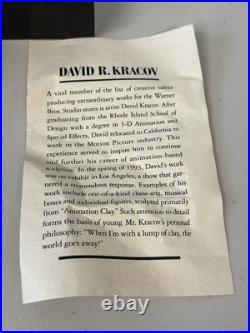 DAVID R. KRACOV
A vital member of the list of creative talent
producing extraordinary works for the Warner
Bros. Studio stores is artist David Kracov. After
graduating from the Rhode Island School of
Design with a degree in 3-D Animation and
Special Effects, David relocated to California to
work in the Motion Picture industry. This
experience served to inspire him to continue
and further his career of animation-based
sculpture. In the spring of 1993, David's work
was on exhibit in Los Angeles, a show that gar-
nered a tremendous response. Examples of his
work include one-of-a-kind chess-sets, musical
boxes and individual figures, sculpted primarily
from "Animation Clay." Such attention to detail
forms the basis of young Mr. Kracov's personal
philosophy: "When I'm with a lump of clay, the
world goes away!"